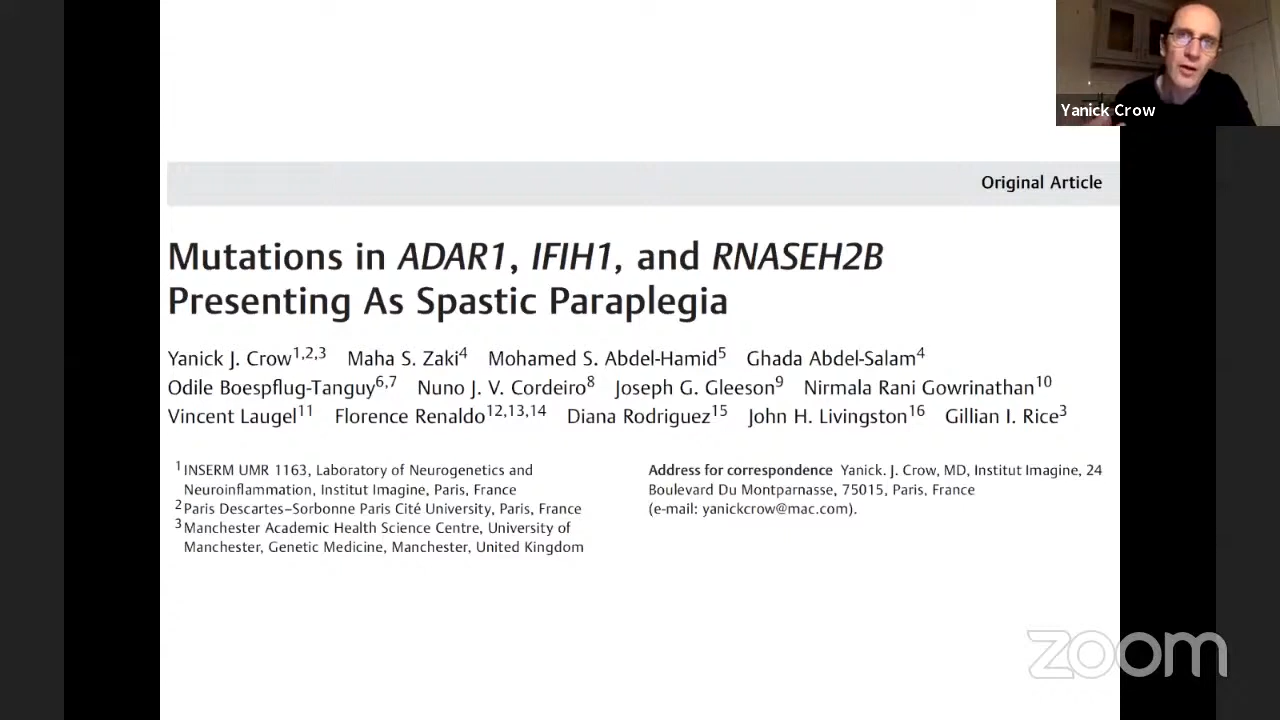 Yanick Crow
Original Article
Mutations in ADAR1, IFIH1, and RNASEH2B
Presenting As Spastic Paraplegia
Yanick J. Crow1,2,3 Maha S. Zaki4 Mohamed S. Abdel-Hamid5 Ghada Abdel-Salam4
Odile Boespflug-Tanguy6,7 Nuno J. V. Cordeiro8 Joseph G. Gleeson9 Nirmala Rani Gowrinathan10
Vincent Laugel11 Florence Renaldo12,13,14 Diana Rodriguez15 John H. Livingston16 Gillian I. Rice3
1 INSERM UMR 1163, Laboratory of Neurogenetics and
Neuroinflammation, Institut Imagine, Paris, France
2 Paris Descartes–Sorbonne Paris Cité University, Paris, France
3 Manchester Academic Health Science Centre, University of
Manchester, Genetic Medicine, Manchester, United Kingdom
Address for correspondence Yanick. J. Crow, MD, Institut Imagine, 24
Boulevard Du Montparnasse, 75015, Paris, France
(e-mail: yanickcrow@mac.com).
zoom